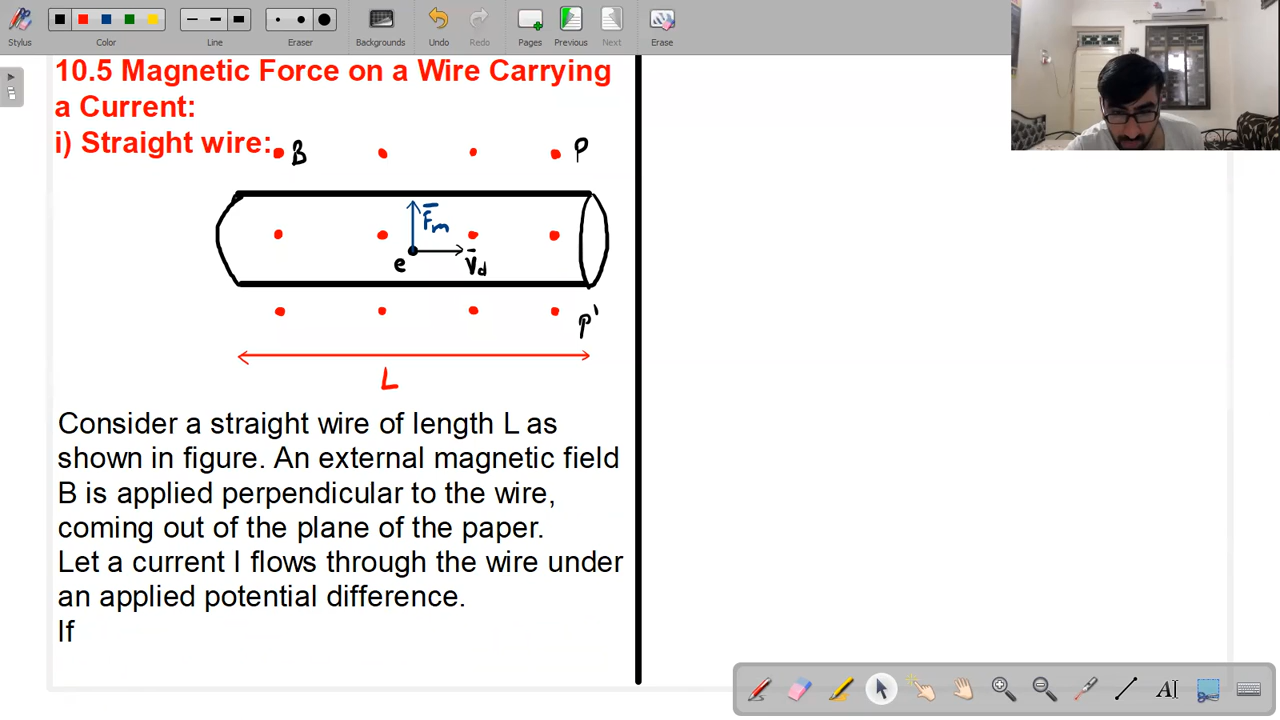 Stylus
Color
Line
Eraser
Backgrounds
Undo
Redo
Pages
Previous
Next
Erase
10.5 Magnetic Force on a Wire Carrying
a Current:
i) Straight wire:
B
P
F̅m
e
V̅d
P'
L
Consider a straight wire of length L as
shown in figure. An external magnetic field
B is applied perpendicular to the wire,
coming out of the plane of the paper.
Let a current I flows through the wire under
an applied potential difference.
If